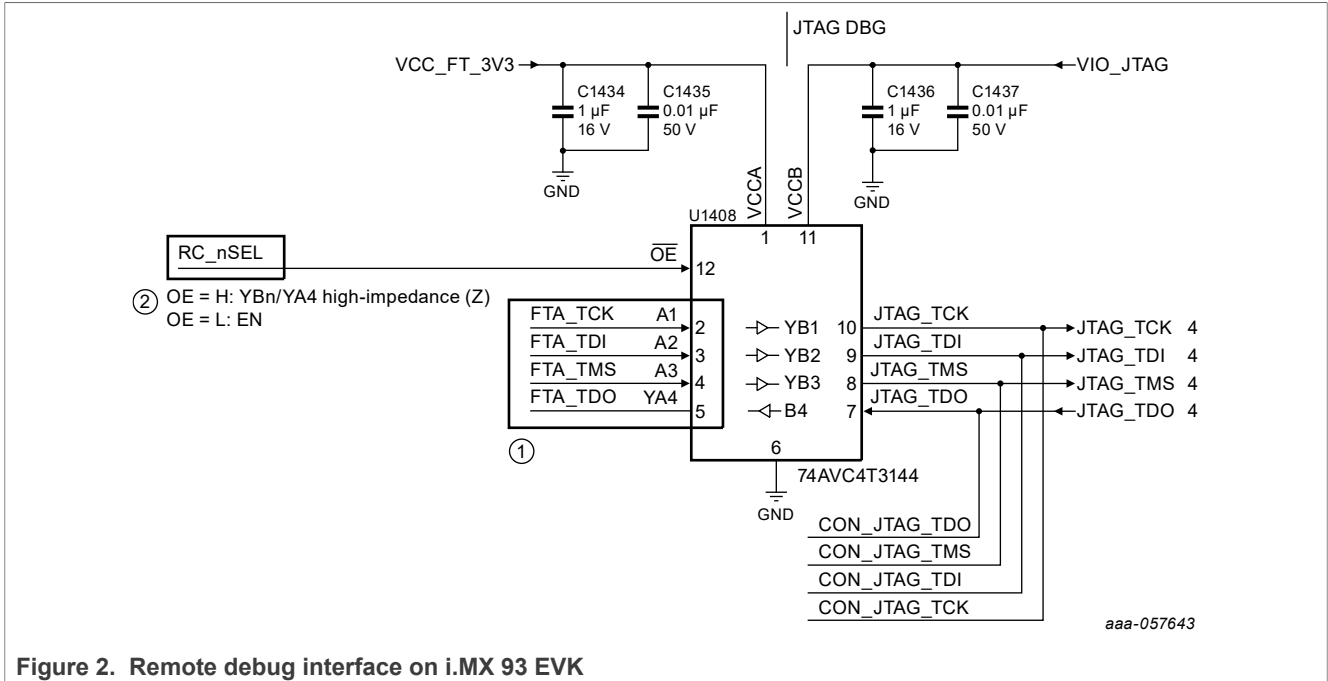 JTAG DBG
VCC_FT_3V3
VIO_JTAG
C1434
1 µF
16 V
C1435
0.01 µF
50 V
C1436
1 µF
16 V
C1437
0.01 µF
50 V
GND
GND
VCCA
VCCB
U1408
1
11
RC_nSEL
OE
12
② OE = H: YBn/YA4 high-impedance (Z)
OE = L: EN
FTA_TCK A1 2
FTA_TDI A2 3
FTA_TMS A3 4
FTA_TDO YA4 5
①
YB1 10 JTAG_TCK JTAG_TCK 4
YB2 9 JTAG_TDI JTAG_TDI 4
YB3 8 JTAG_TMS JTAG_TMS 4
B4 7 JTAG_TDO JTAG_TDO 4
6
74AVC4T3144
GND
CON_JTAG_TDO
CON_JTAG_TMS
CON_JTAG_TDI
CON_JTAG_TCK
aaa-057643
Figure 2. Remote debug interface on i.MX 93 EVK